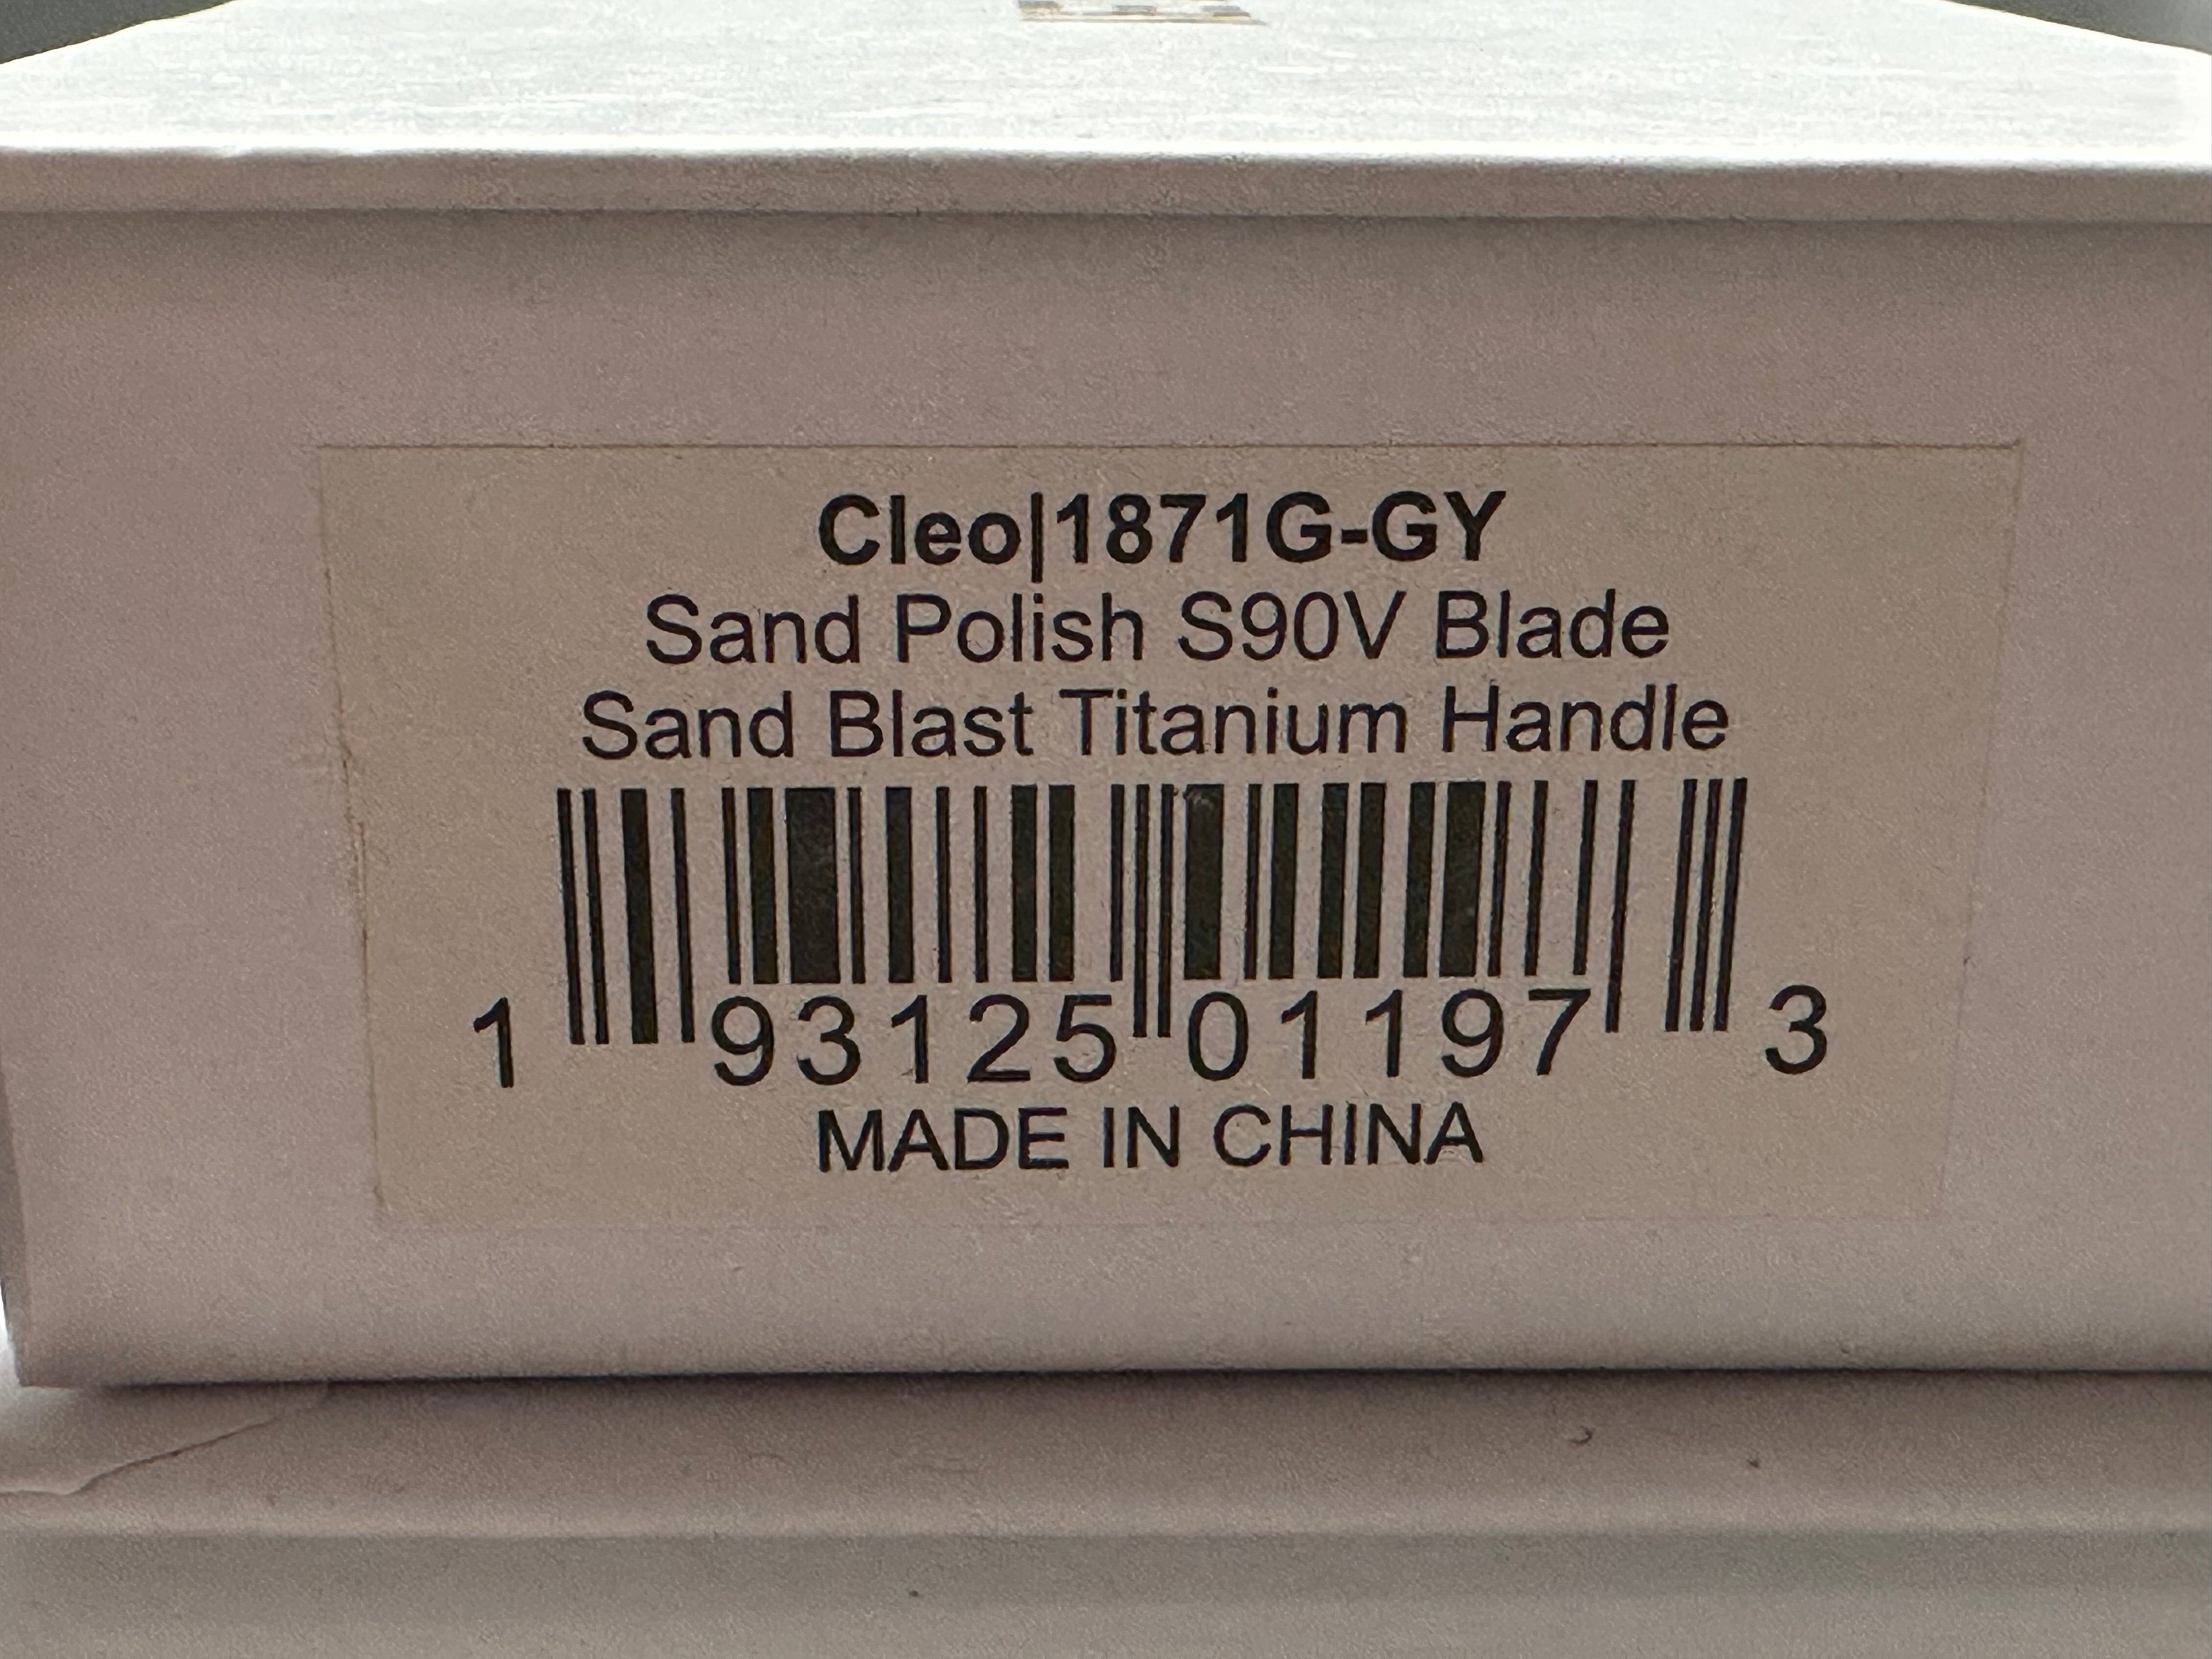 Cleo|1871G-GY
Sand Polish S90V Blade
Sand Blast Titanium Handle
1 93125 01197 3
MADE IN CHINA